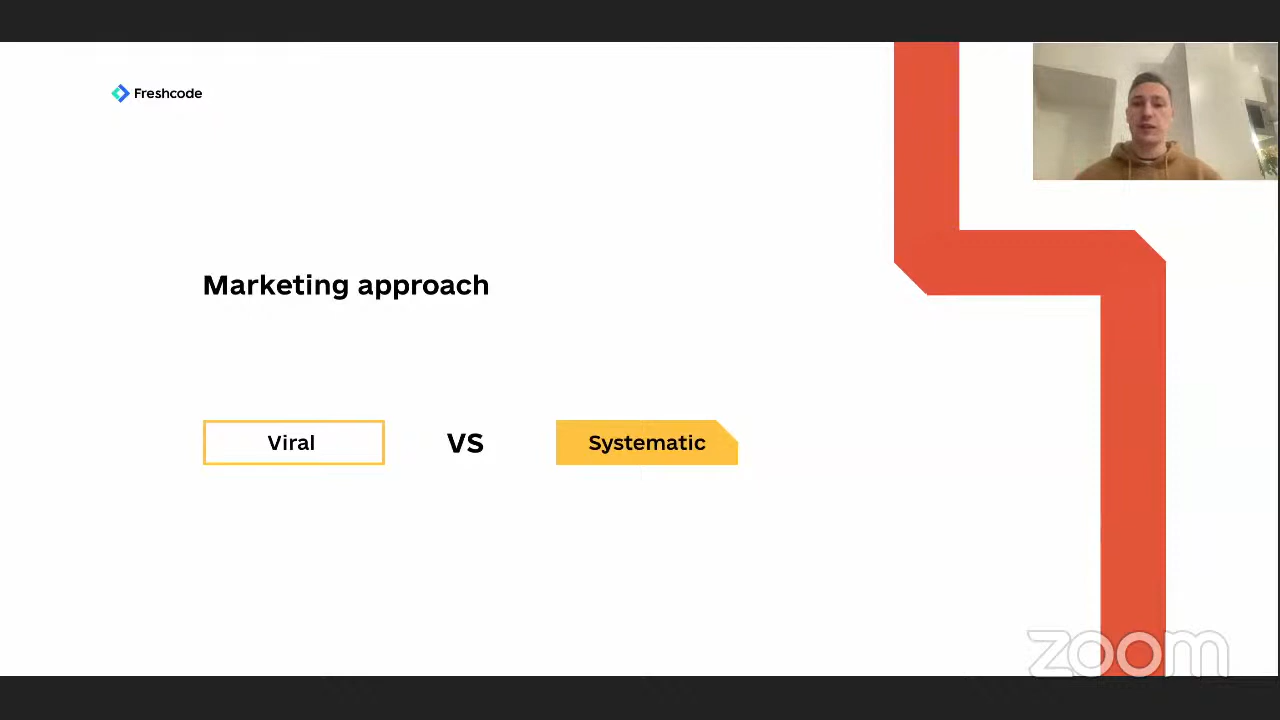 Freshcode
Marketing approach
Viral
VS
Systematic
zoom